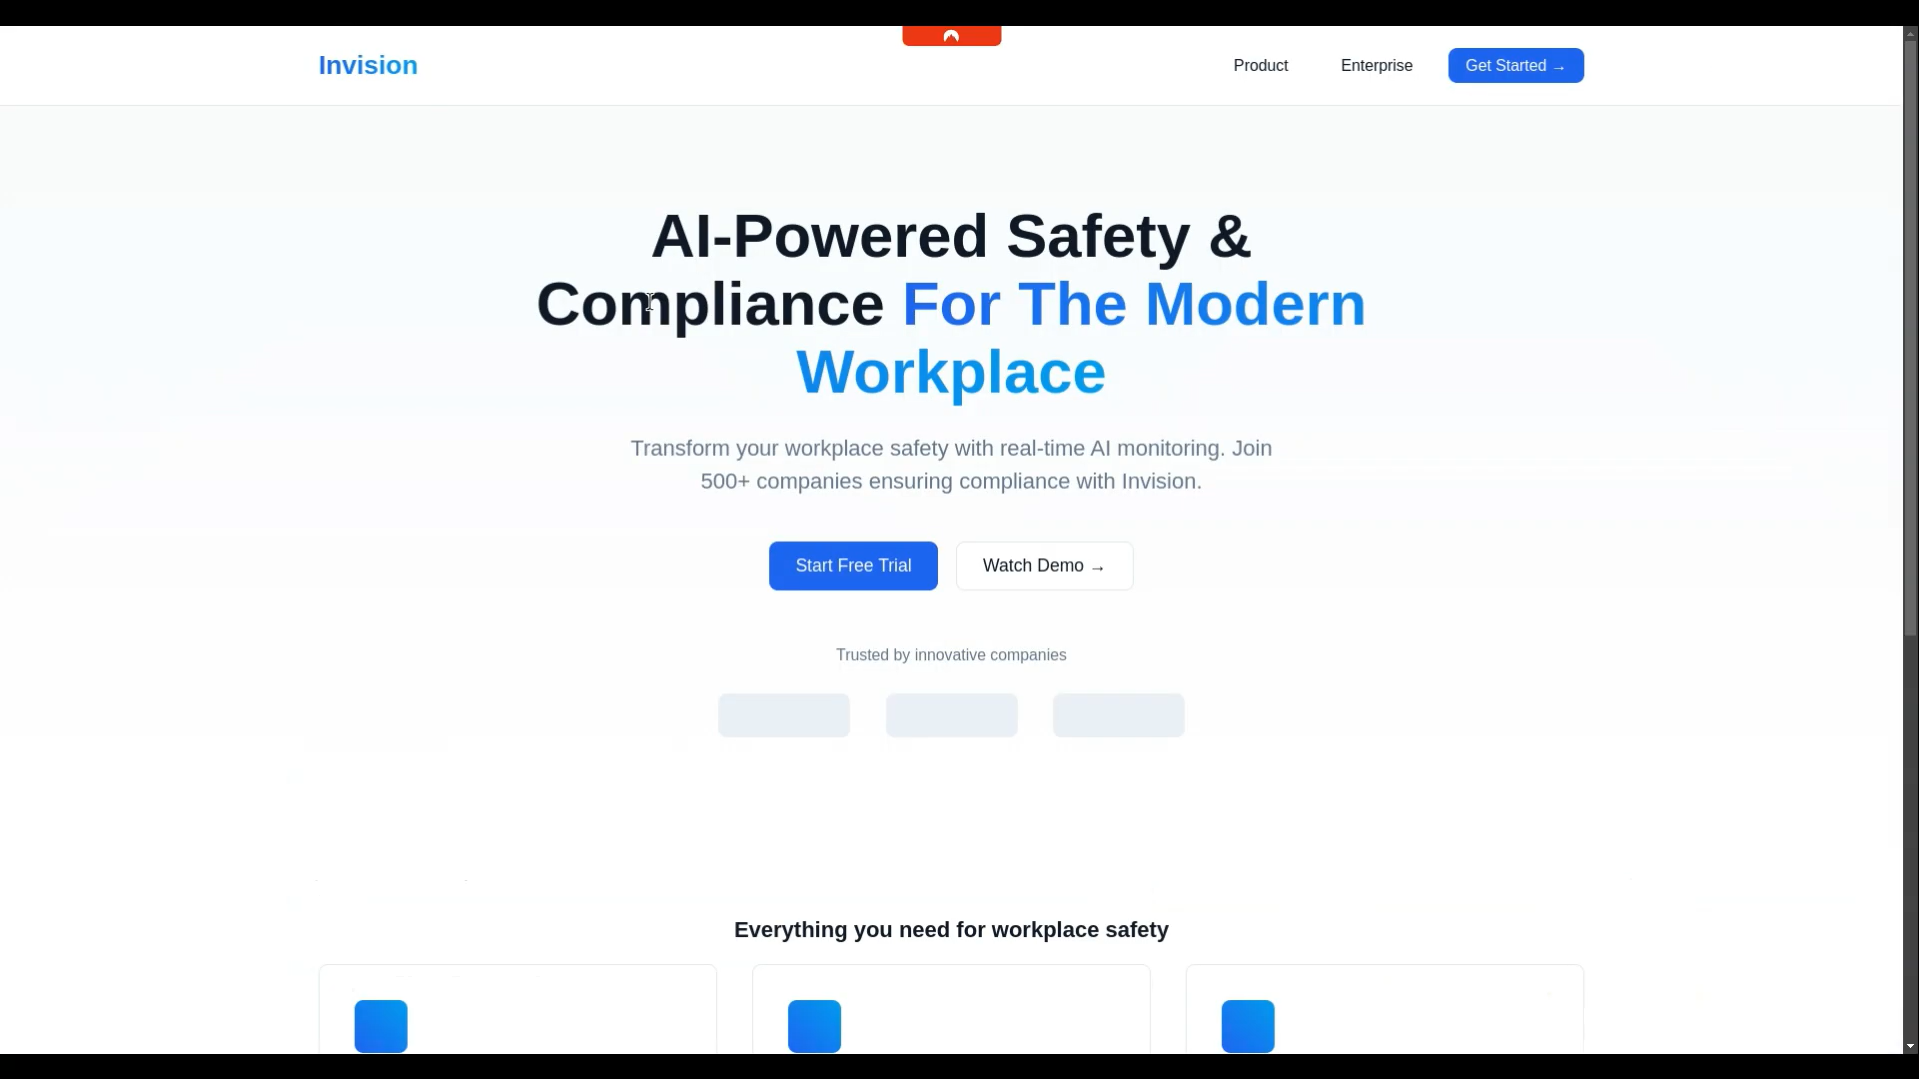 Invision
Product
Enterprise
Get Started →
AI-Powered Safety &
Compliance For The Modern
Workplace
Transform your workplace safety with real-time AI monitoring. Join
500+ companies ensuring compliance with Invision.
Start Free Trial
Watch Demo →
Trusted by innovative companies
Everything you need for workplace safety